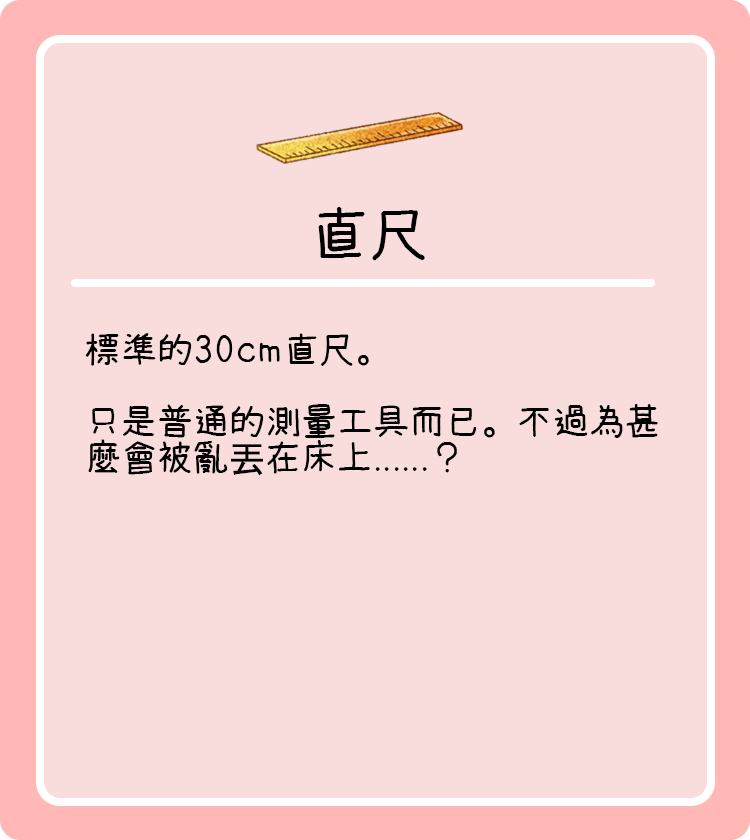 直尺
標準的30cm直尺。
只是普通的測量工具而已。不過為甚
麼會被亂丟在床上......？